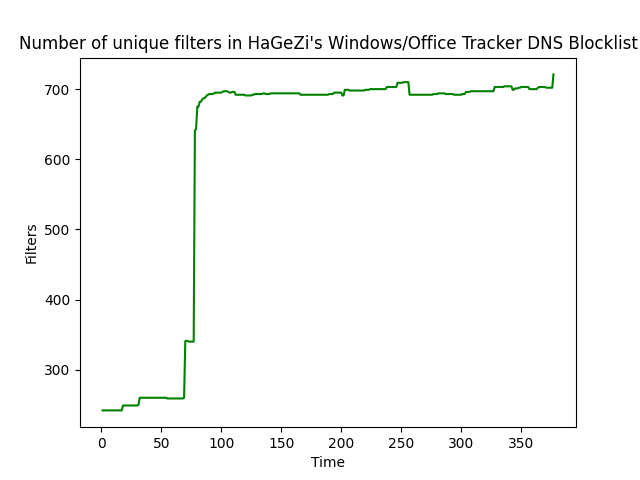 Number of unique filters in HaGeZi's Windows/Office Tracker DNS Blocklist
700
600
500
400
300
Filters
0 50 100 150 200 250 300 350
Time